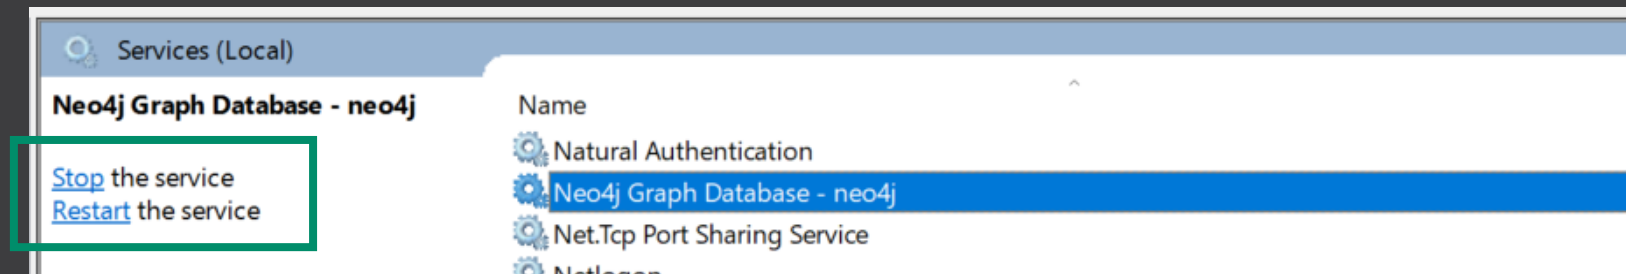 Services (Local)
Neo4j Graph Database - neo4j
Stop the service
Restart the service
Name
Natural Authentication
Neo4j Graph Database - neo4j
Net.Tcp Port Sharing Service
Netlogon